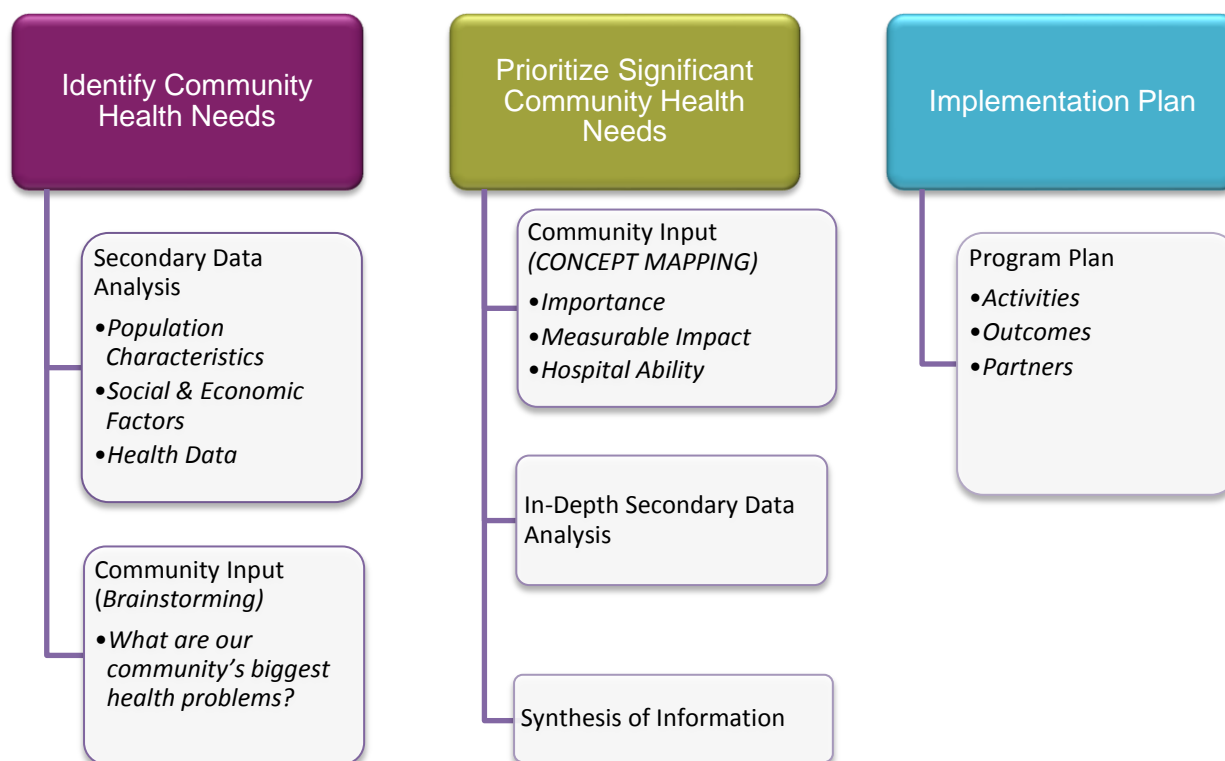 Identify Community
Health Needs
Secondary Data
Analysis
•Population
Characteristics
•Social & Economic
Factors
•Health Data
Community Input
(Brainstorming)
•What are our
community’s biggest
health problems?
Prioritize Significant
Community Health
Needs
Community Input
(CONCEPT MAPPING)
•Importance
•Measurable Impact
•Hospital Ability
In-Depth Secondary Data
Analysis
Synthesis of Information
Implementation Plan
Program Plan
•Activities
•Outcomes
•Partners